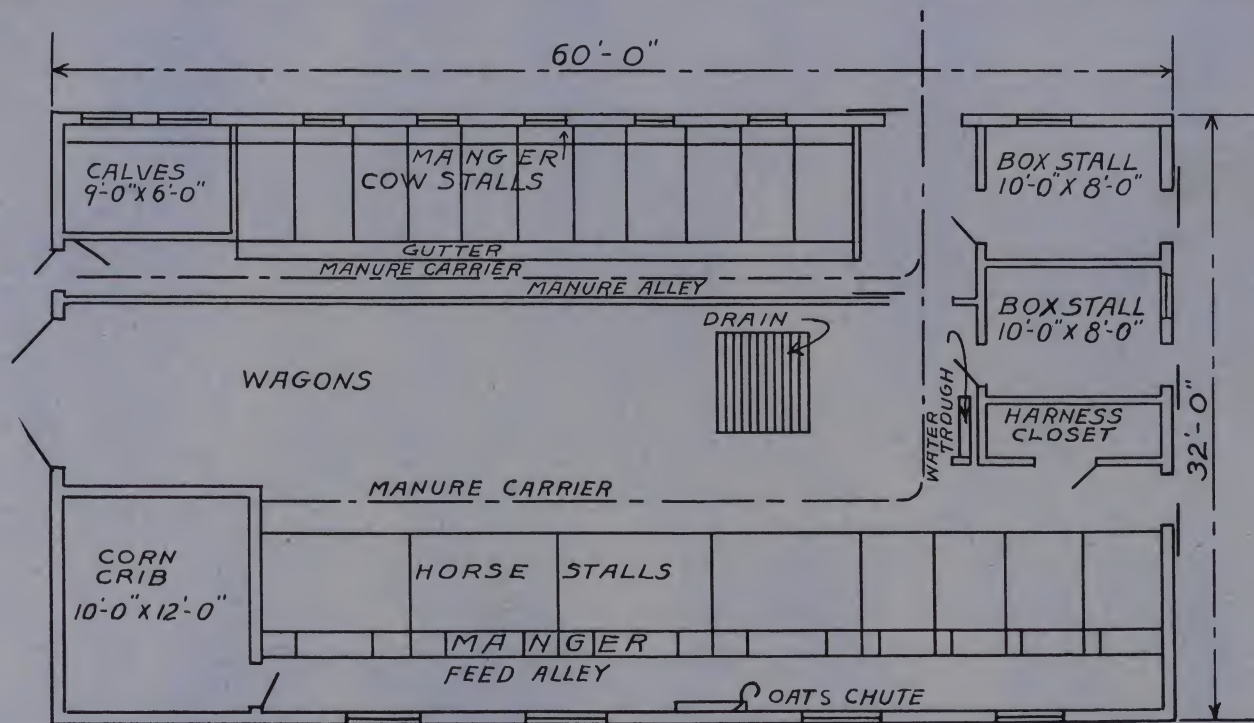 60'-0"
CALVES
9'-0"X6'-0"
MANGER
COW STALLS
BOX STALL
10'-0"X8'-0"
GUTTER
MANURE CARRIER
MANURE ALLEY
BOX STALL
10'-0"X8'-0"
DRAIN
WAGONS
WATER
TROUGH
HARNESS
CLOSET
32'-0"
MANURE CARRIER
CORN
CRIB
10'-0"X12'-0"
HORSE STALLS
MANGER
FEED ALLEY
OATS CHUTE